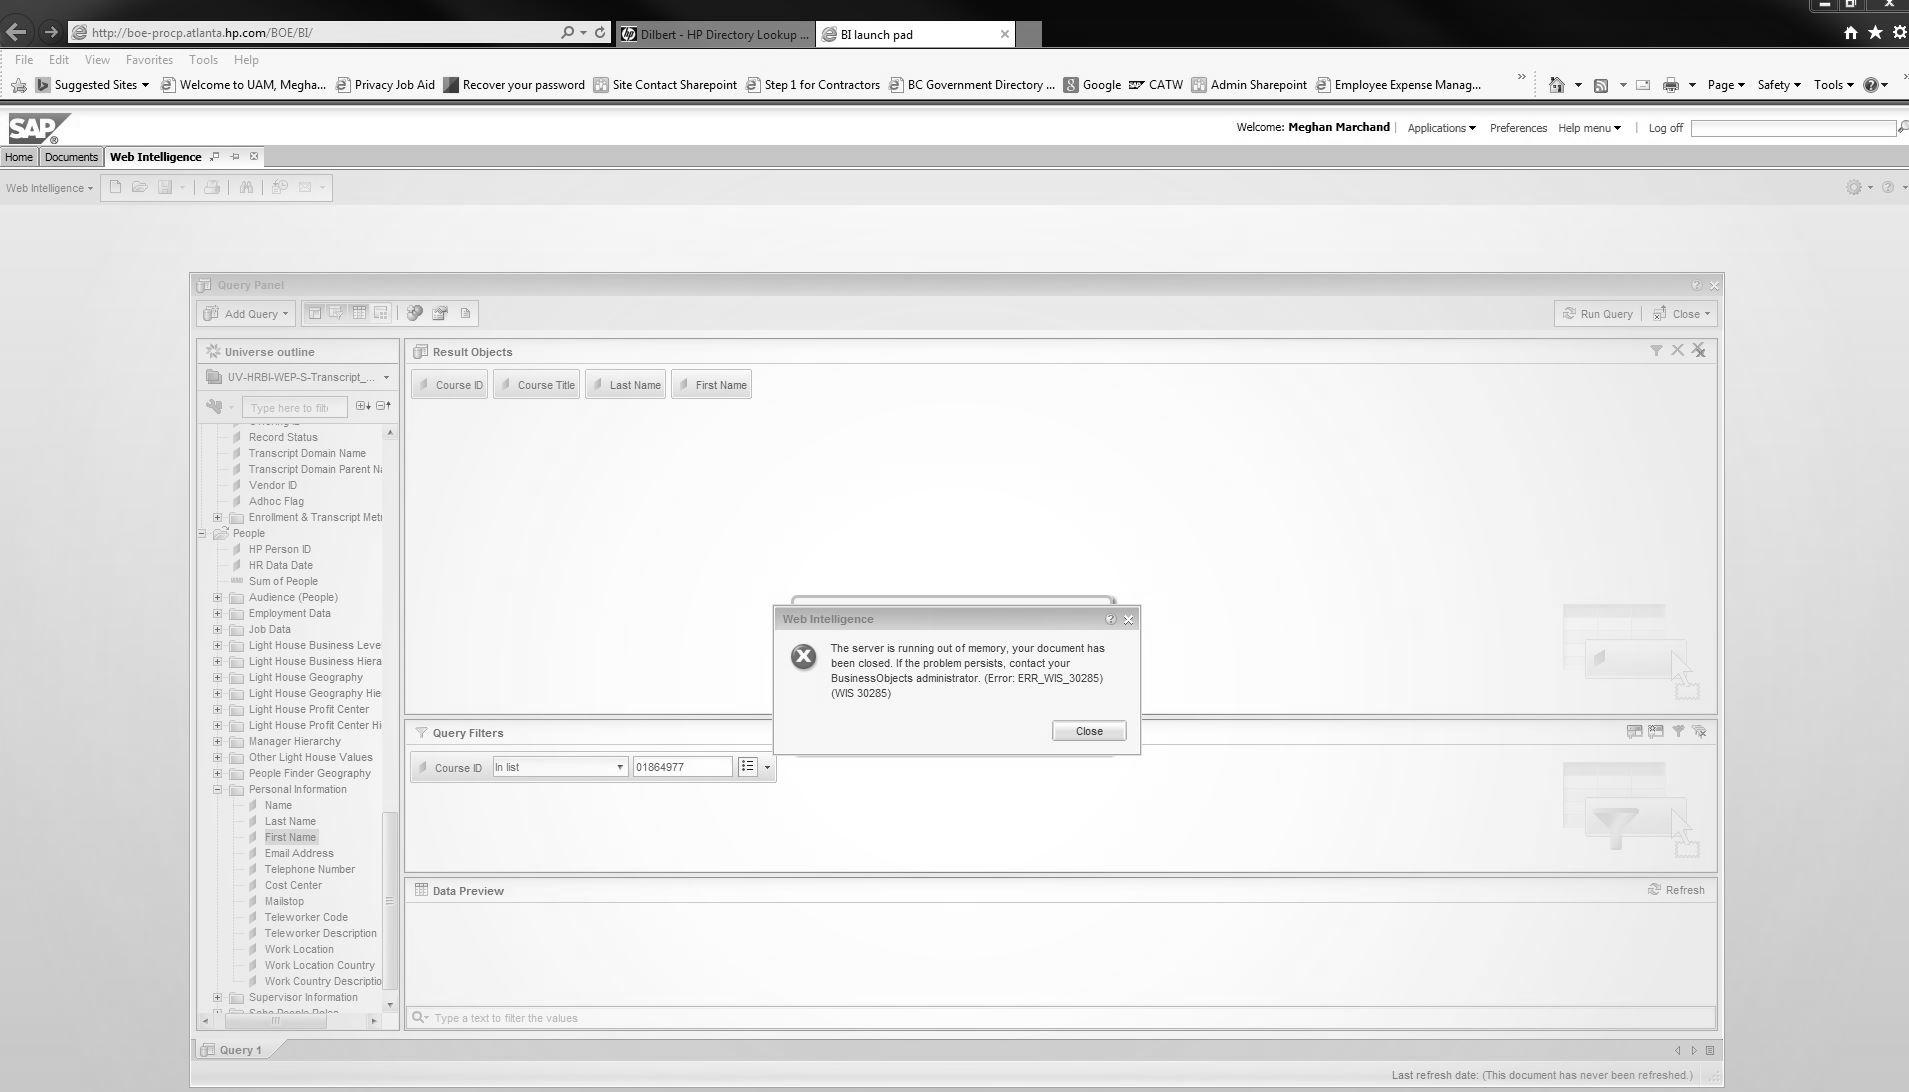 http://boe-procp.atlanta.hp.com/BOE/BI/
Dilbert - HP Directory Lookup ...
BI launch pad
File Edit View Favorites Tools Help
Suggested Sites
Welcome to UAM, Megha...
Privacy Job Aid
Recover your password
Site Contact Sharepoint
Step 1 for Contractors
BC Government Directory ...
Google
CATW
Admin Sharepoint
Employee Expense Manag...
Page
Safety
Tools
SAP
Welcome: Meghan Marchand
Applications
Preferences
Help menu
Log off
Home
Documents
Web Intelligence
Web Intelligence
Query Panel
Add Query
Run Query
Close
Universe outline
UV-HRBI-WEP-S-Transcript_...
Type here to filt
Record Status
Transcript Domain Name
Transcript Domain Parent Na
Vendor ID
Adhoc Flag
Enrollment & Transcript Metr
People
HP Person ID
HR Data Date
Sum of People
Audience (People)
Employment Data
Job Data
Light House Business Leve
Light House Business Hiera
Light House Geography
Light House Geography Hie
Light House Profit Center
Light House Profit Center Hi
Manager Hierarchy
Other Light House Values
People Finder Geography
Personal Information
Name
Last Name
First Name
Email Address
Telephone Number
Cost Center
Mailstop
Teleworker Code
Teleworker Description
Work Location
Work Location Country
Work Country Descriptio
Supervisor Information
Result Objects
Course ID
Course Title
Last Name
First Name
Web Intelligence
The server is running out of memory, your document has
been closed. If the problem persists, contact your
BusinessObjects administrator. (Error: ERR_WIS_30285)
(WIS 30285)
Close
Query Filters
Course ID
In list
01864977
Data Preview
Refresh
Type a text to filter the values
Query 1
Last refresh date: (This document has never been refreshed.)